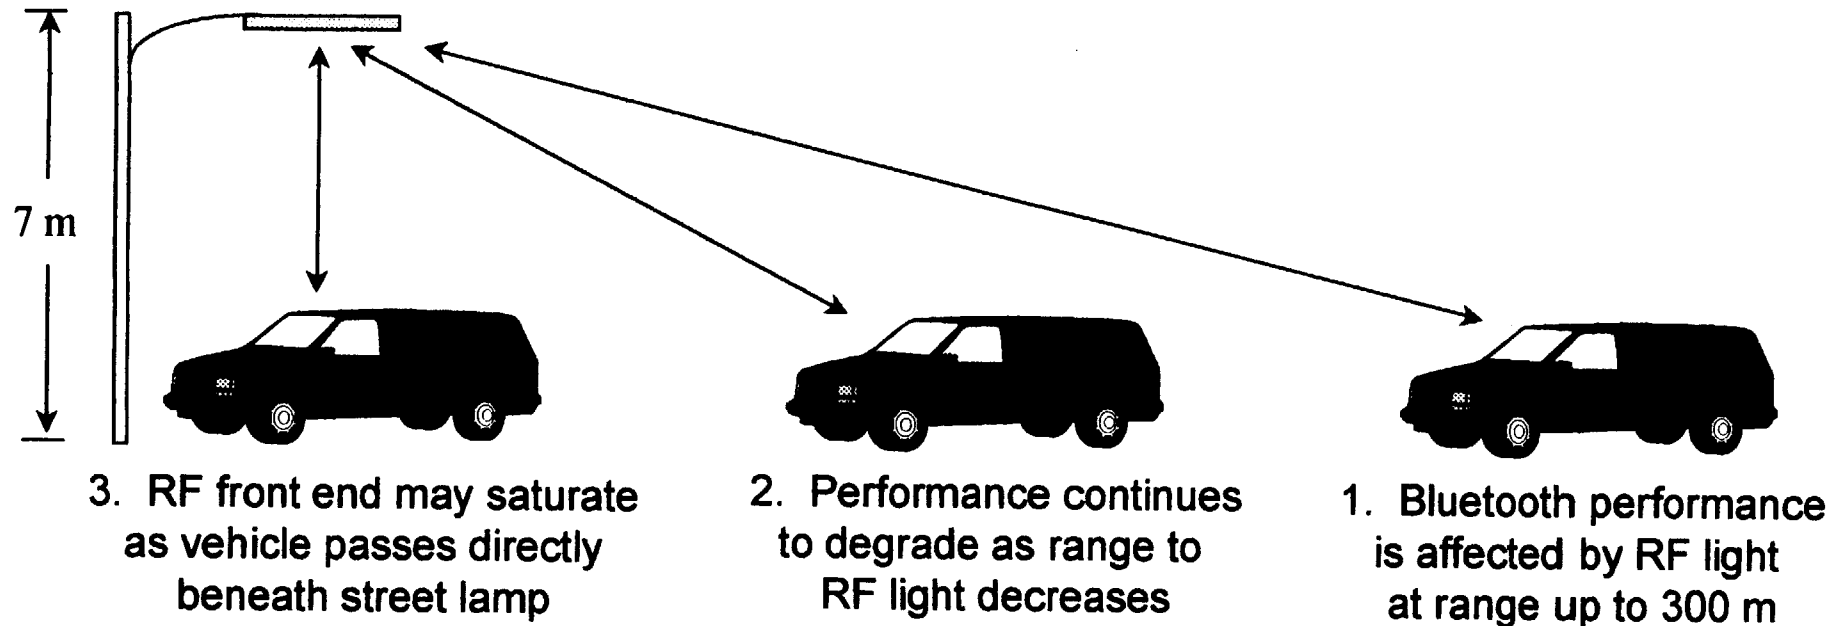 7 m
3. RF front end may saturate
as vehicle passes directly
beneath street lamp
2. Performance continues
to degrade as range to
RF light decreases
1. Bluetooth performance
is affected by RF light
at range up to 300 m